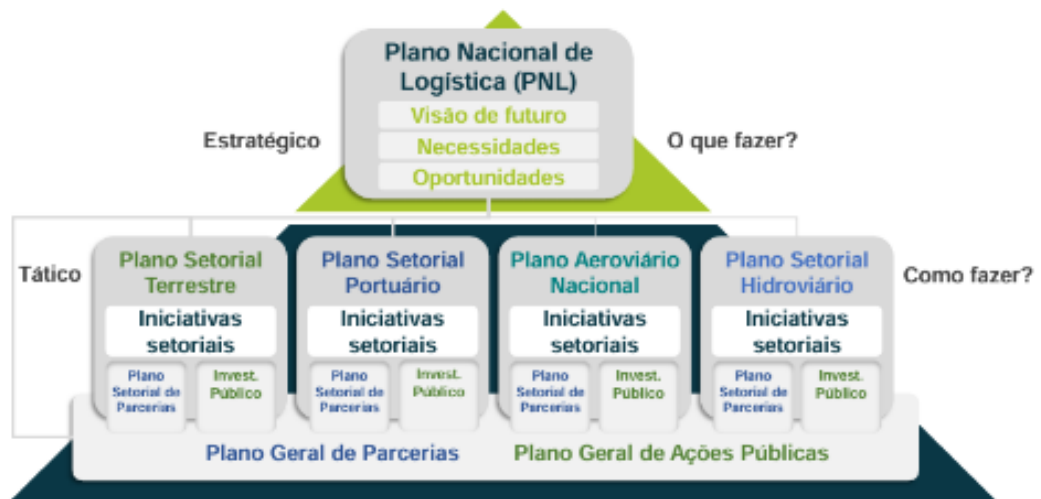 Plano Nacional de
Logística (PNL)
Visão de futuro
Estratégico
Necessidades
O que fazer?
Oportunidades
Tático
Plano Setorial
Terrestre
Iniciativas
setoriais
Plano
Setorial de
Parcerias
Invest.
Público
Plano Setorial
Portuário
Iniciativas
setoriais
Plano
Setorial de
Parcerias
Invest.
Público
Plano Aeroviário
Nacional
Iniciativas
setoriais
Plano
Setorial de
Parcerias
Invest.
Público
Plano Setorial
Hidroviário
Iniciativas
setoriais
Plano
Setorial de
Parcerias
Invest.
Público
Como fazer?
Plano Geral de Parcerias
Plano Geral de Ações Públicas